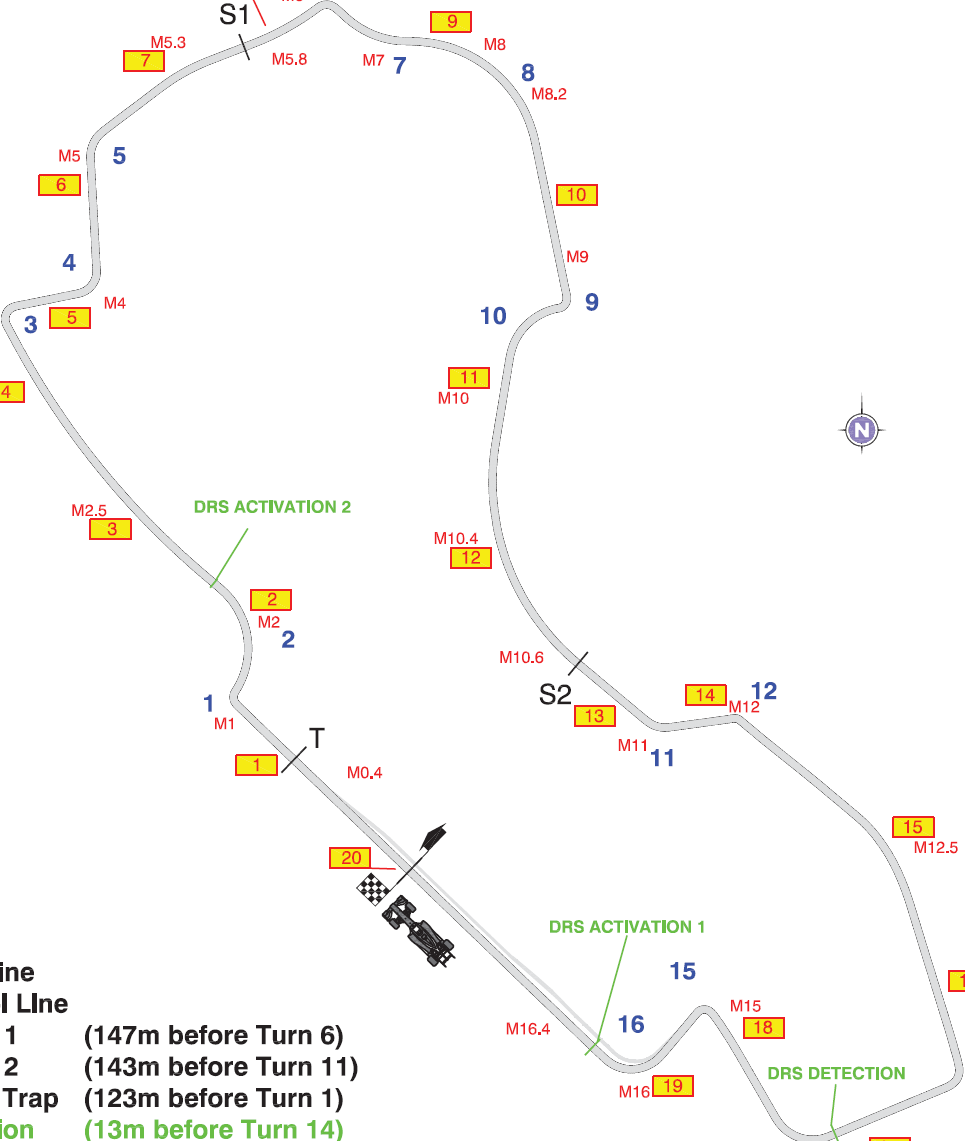 S1
9
M5.3
7
M5.8
M7
7
M8
8
M8.2
M5
5
6
10
4
M9
M4
3
5
10
9
4
11
M10
N
M2.5
3
DRS ACTIVATION 2
M10.4
12
2
M2
2
M10.6
S2
13
14
12
M12
1
M1
T
M11
11
1
M0.4
15
M12.5
20
DRS ACTIVATION 1
15
M16.4
16
M15
18
M16
19
DRS DETECTION
1 (147m before Turn 6)
2 (143m before Turn 11)
Trap (123m before Turn 1)
(13m before Turn 14)